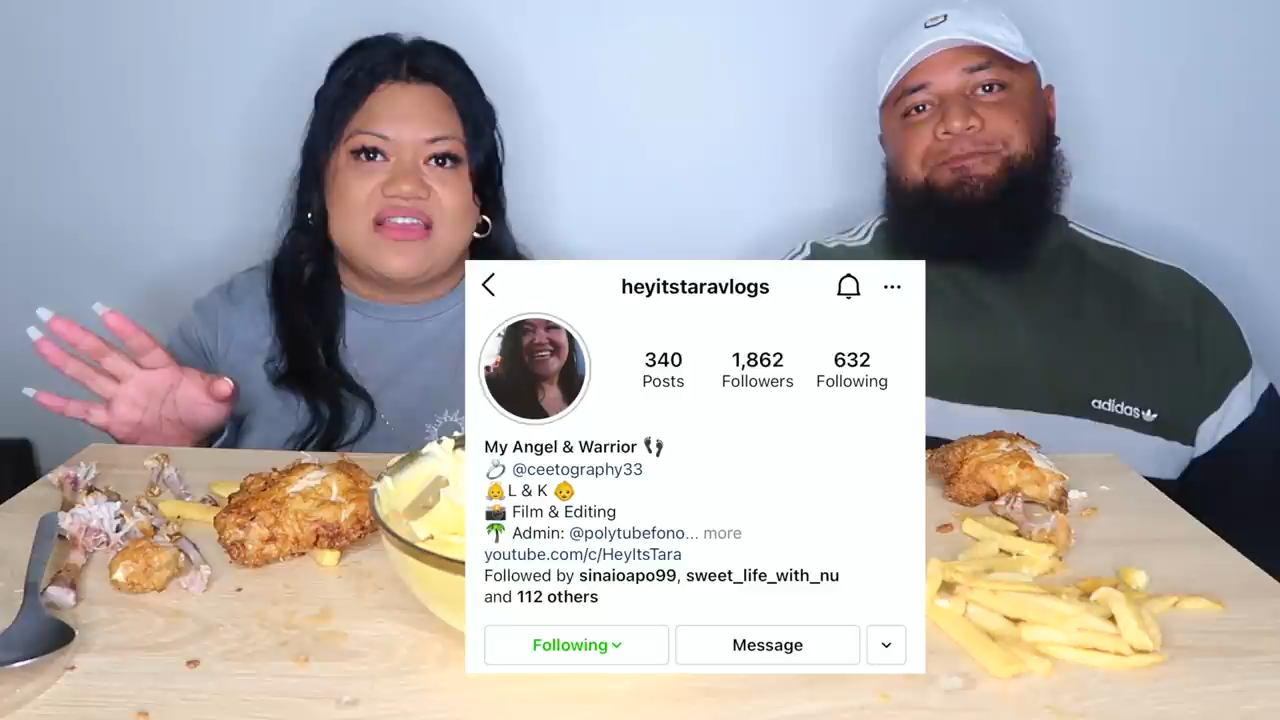 heyitstaravlogs
340
1,862
632
Posts
Followers
Following
My Angel & Warrior 👣
💍 @ceetography33
👧L & K 👶
📸 Film & Editing
🌴 Admin: @polytubefono... more
youtube.com/c/HeyItsTara
Followed by sinaioapo99, sweet_life_with_nu
and 112 others
Following
Message
adidas